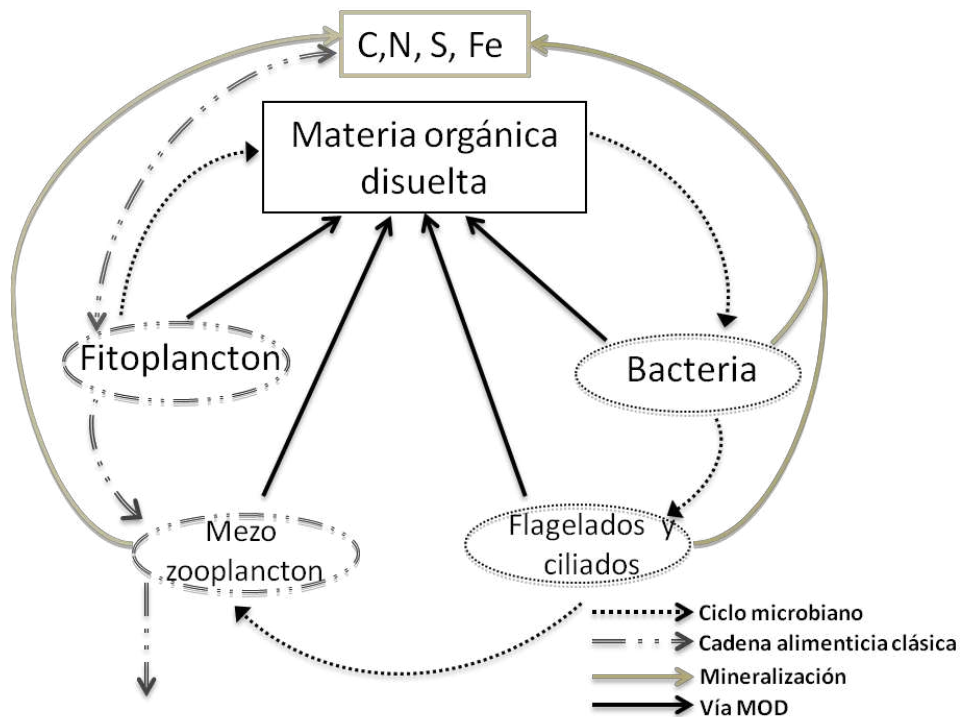 C,N, S, Fe
Materia orgánica
disuelta
Fitoplancton
Bacteria
Mezo
zooplancton
Flagelados y
ciliados
Ciclo microbiano
Cadena alimenticia clásica
Mineralización
Vía MOD